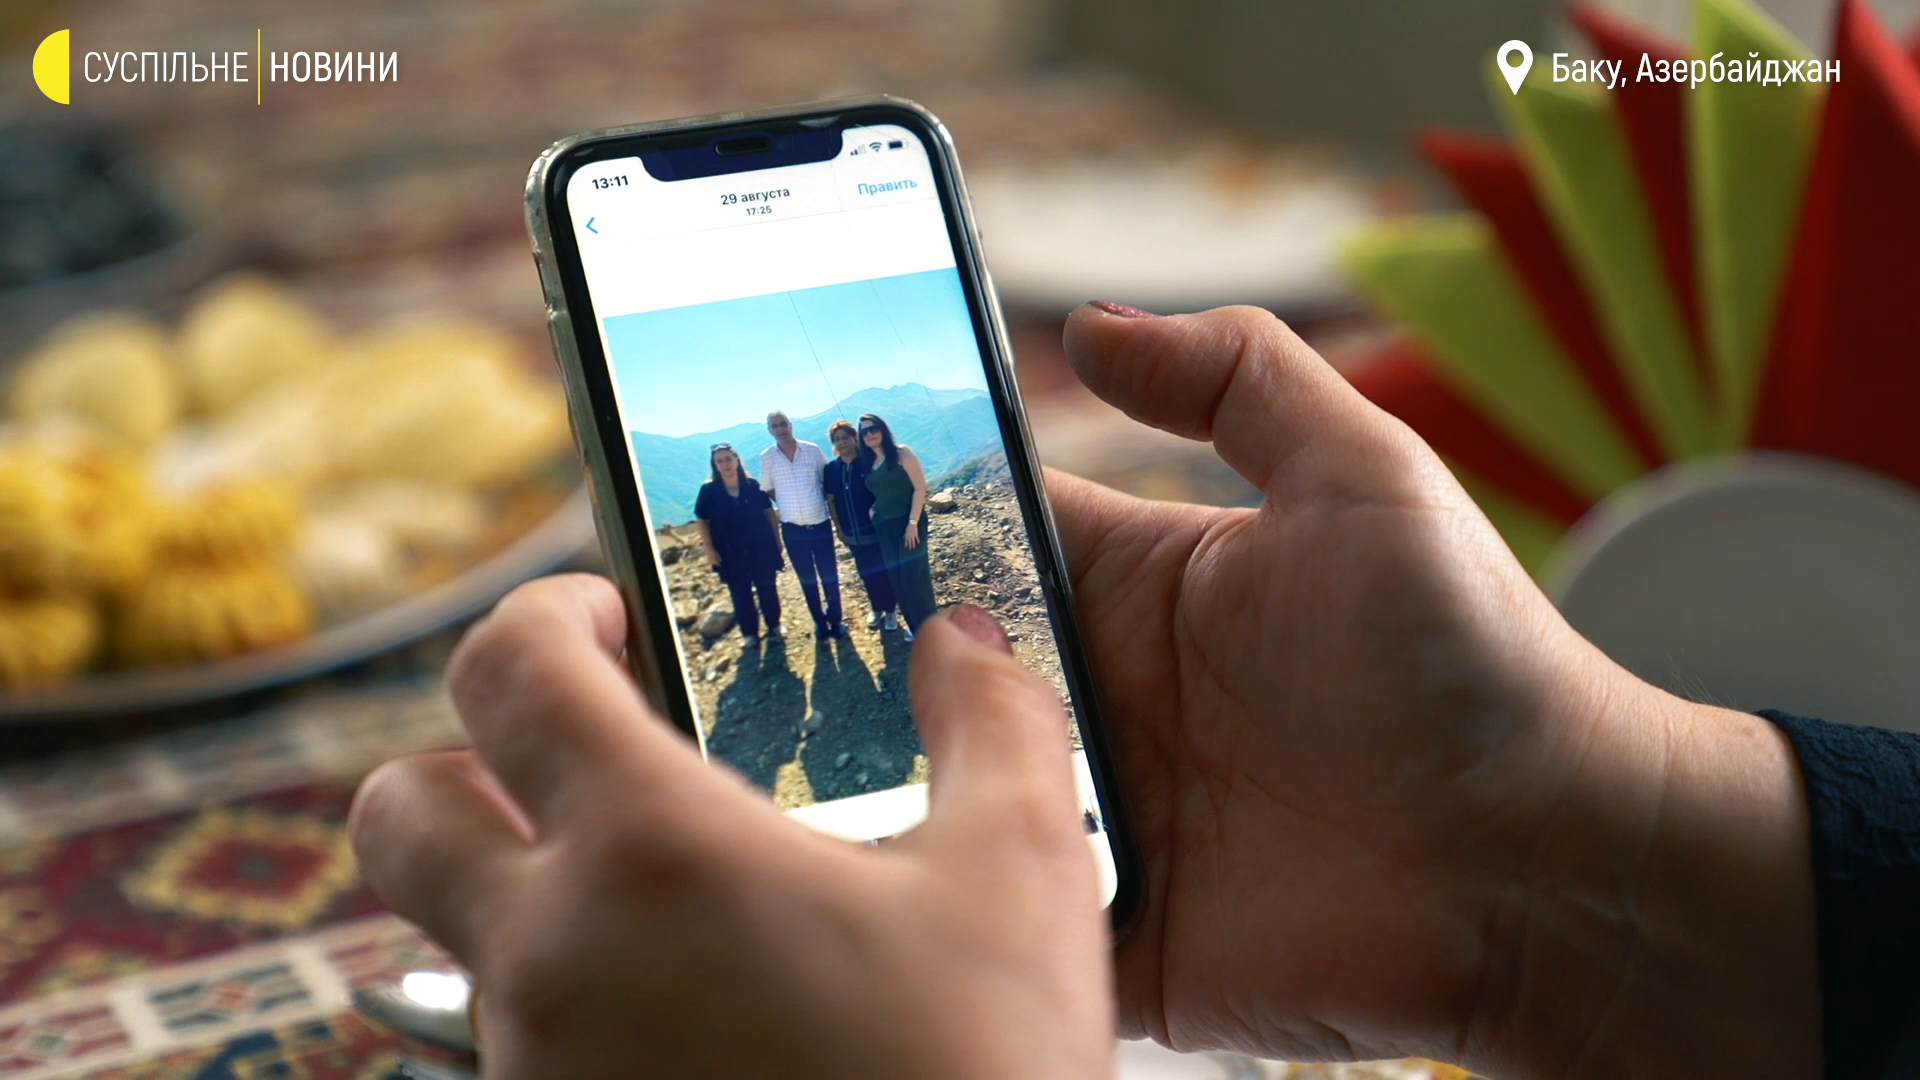 СУСПІЛЬНЕ НОВИНИ
Баку, Азербайджан
13:11
29 августа
17:25
Править